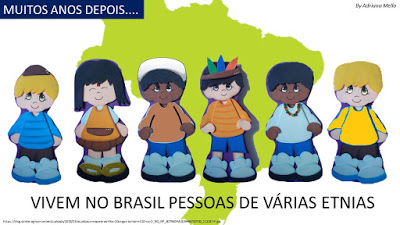 MUITOS ANOS DEPOIS....
By Adriana Mello
VIVEM NO BRASIL PESSOAS DE VÁRIAS ETNIAS